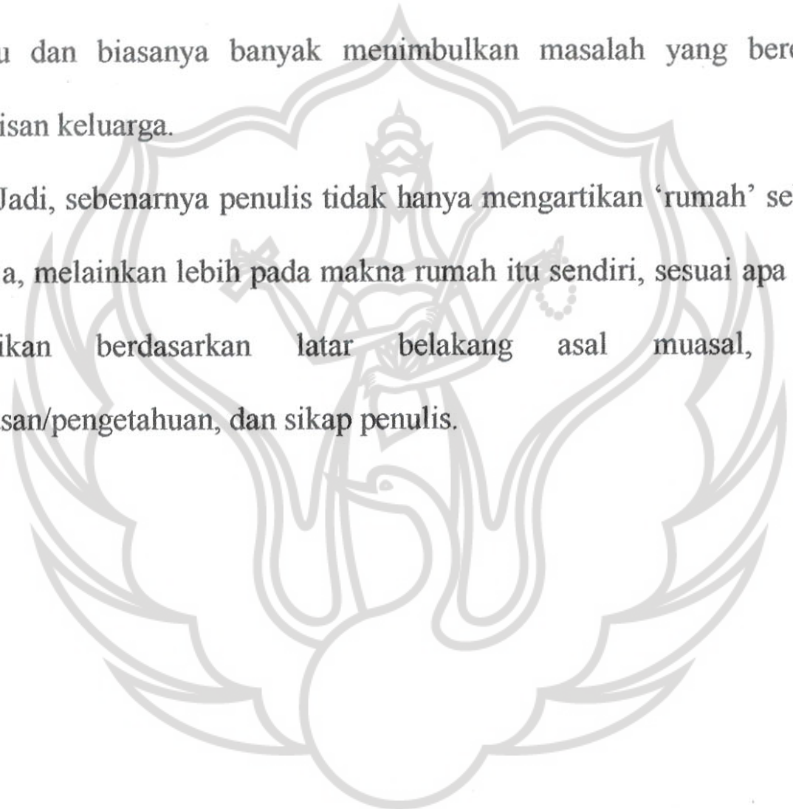 u dan biasanya banyak menimbulkan masalah yang bere
isan keluarga.
Jadi, sebenarnya penulis tidak hanya mengartikan ‘rumah’ se
a, melainkan lebih pada makna rumah itu sendiri, sesuai apa
ikan berdasarkan latar belakang asal muasal,
san/pengetahuan, dan sikap penulis.